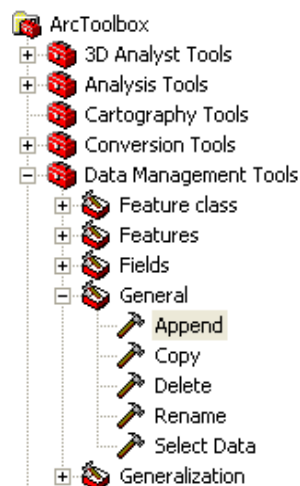 ArcToolbox
3D Analyst Tools
Analysis Tools
Cartography Tools
Conversion Tools
Data Management Tools
Feature class
Features
Fields
General
Append
Copy
Delete
Rename
Select Data
Generalization